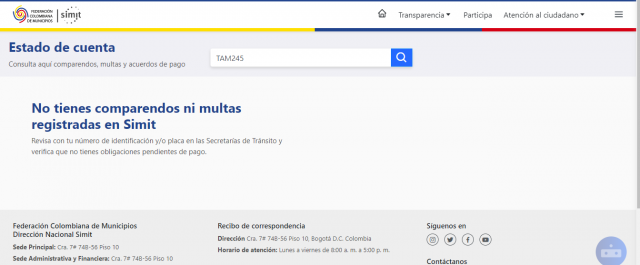 FEDERACIÓN
COLOMBIANA
DE MUNICIPIOS
simit
Transparencia
Participa
Atención al ciudadano
Estado de cuenta
Consulta aquí comparendos, multas y acuerdos de pago
TAM245
No tienes comparendos ni multas
registradas en Simit
Revisa con tu número de identificación y/o placa en las Secretarías de Tránsito y
verifica que no tienes obligaciones pendientes de pago.
Federación Colombiana de Municipios
Dirección Nacional Simit
Sede Principal: Cra. 7# 74B-56 Piso 10
Sede Administrativa y Financiera: Cra. 7# 74B-56 Piso 10
Recibo de correspondencia
Dirección Cra. 7# 74B-56 Piso 10, Bogotá D.C. Colombia
Horario de atención: Lunes a viernes de 8:00 a. m. a 5:00 p. m.
Síguenos en
Contáctanos